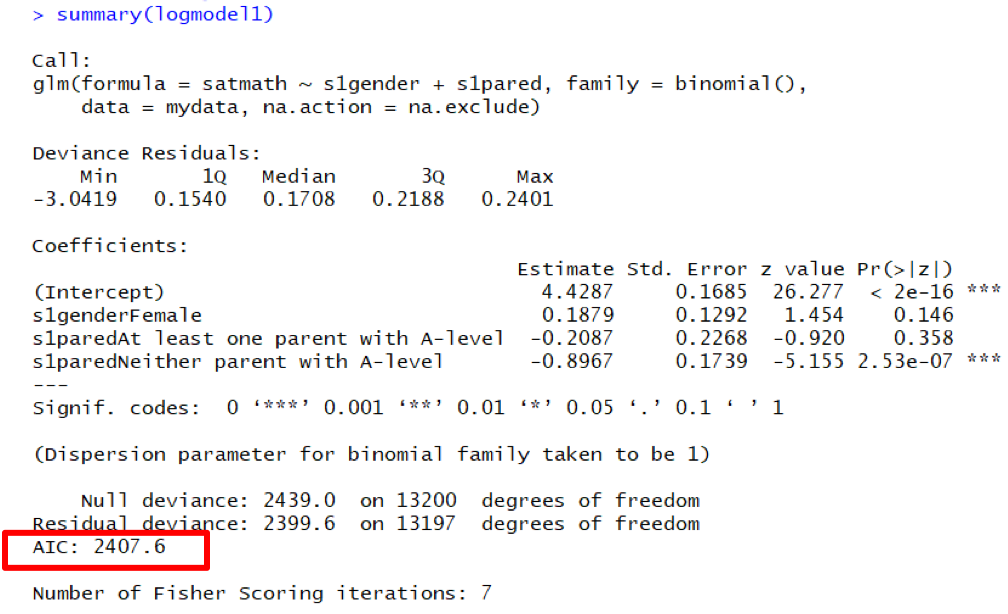 > summary(logmodel1)
Call:
glm(formula = satmath ~ s1gender + s1pared, family = binomial(),
data = mydata, na.action = na.exclude)
Deviance Residuals:
Min 1Q Median 3Q Max
-3.0419 0.1540 0.1708 0.2188 0.2401
Coefficients:
Estimate Std. Error z value Pr(>|z|)
(Intercept) 4.4287 0.1685 26.277 < 2e-16 ***
s1genderFemale 0.1879 0.1292 1.454 0.146
s1paredAt least one parent with A-level -0.2087 0.2268 -0.920 0.358
s1paredNeither parent with A-level -0.8967 0.1739 -5.155 2.53e-07 ***
---
Signif. codes: 0 ‘***’ 0.001 ‘**’ 0.01 ‘*’ 0.05 ‘.’ 0.1 ‘ ’ 1
(Dispersion parameter for binomial family taken to be 1)
Null deviance: 2439.0 on 13200 degrees of freedom
Residual deviance: 2399.6 on 13197 degrees of freedom
AIC: 2407.6
Number of Fisher Scoring iterations: 7